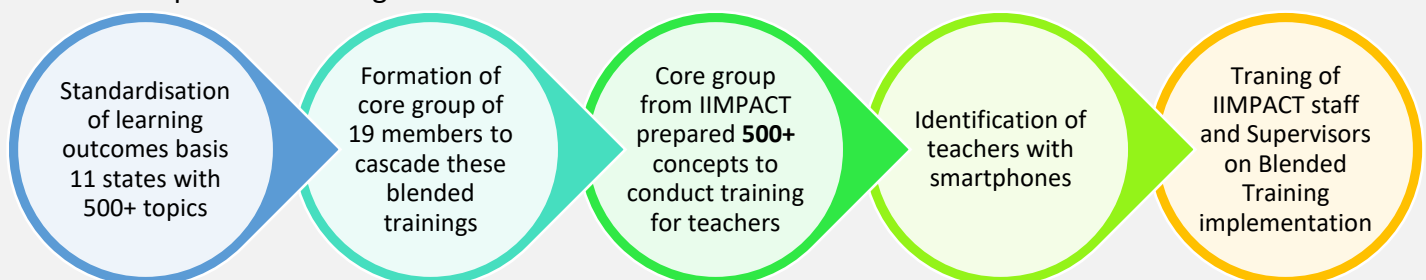 Standardisation
of learning
outcomes basis
11 states with
500+ topics
Formation of
core group of
19 members to
cascade these
blended
trainings
Core group
from IIMPACT
prepared 500+
concepts to
conduct training
for teachers
Identification of
teachers with
smartphones
Traning of
IIMPACT staff
and Supervisors
on Blended
Training
implementation